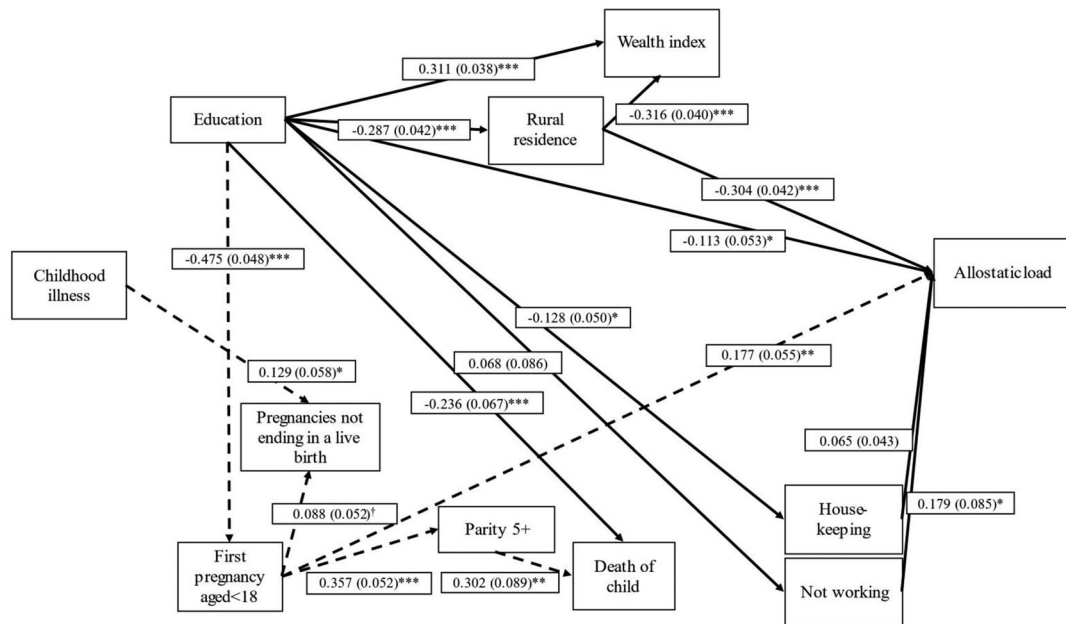 Wealth index
0.311 (0.038)***
Education
-0.287 (0.042)***
Rural
residence
-0.316 (0.040)***
-0.304 (0.042)***
-0.113 (0.053)*
-0.475 (0.048)***
Allostatic load
Childhood
illness
-0.128 (0.050)*
0.177 (0.055)**
0.068 (0.086)
0.129 (0.058)*
-0.236 (0.067)***
Pregnancies not
ending in a live
birth
0.065 (0.043)
0.179 (0.085)*
0.088 (0.052)†
House-
keeping
Parity 5+
First
pregnancy
aged<18
0.357 (0.052)***
0.302 (0.089)**
Death of
child
Not working